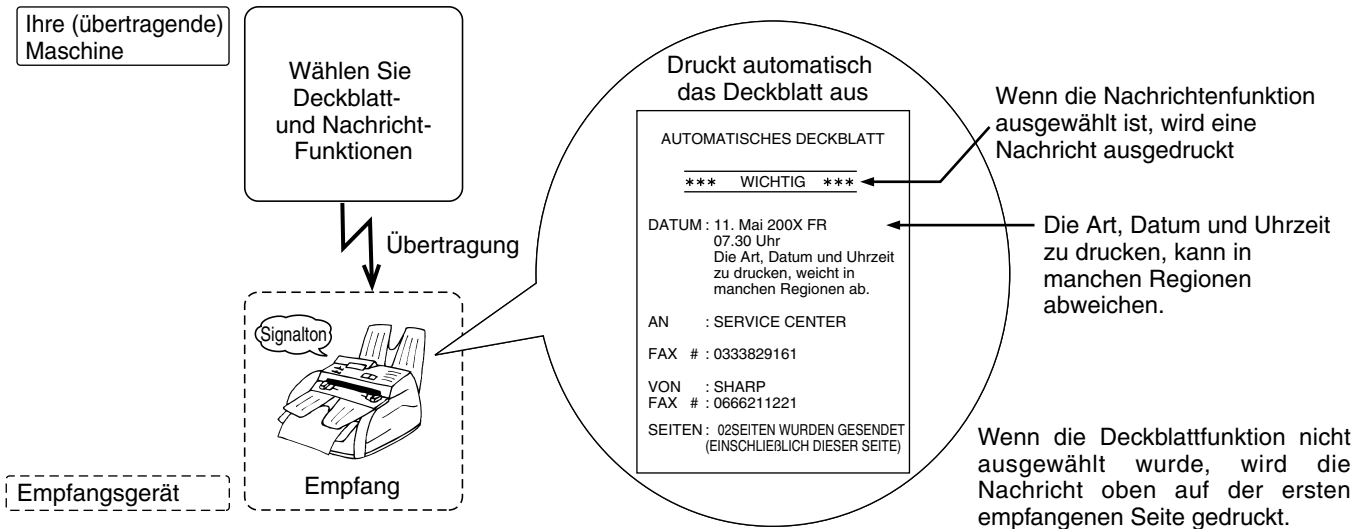 Ihre (übertragende)
Maschine
Wählen Sie
Deckblatt-
und Nachricht-
Funktionen
Übertragung
Signalton
Empfang
Empfangsgerät
Druckt automatisch
das Deckblatt aus
AUTOMATISCHES DECKBLATT
*** WICHTIG ***
DATUM : 11. Mai 200X FR
07.30 Uhr
Die Art, Datum und Uhrzeit
zu drucken, weicht in
manchen Regionen ab.
AN : SERVICE CENTER
FAX # : 0333829161
VON : SHARP
FAX # : 0666211221
SEITEN : 02SEITEN WURDEN GESENDET
(EINSCHLIEßLICH DIESER SEITE)
Wenn die Nachrichtenfunktion
ausgewählt ist, wird eine
Nachricht ausgedruckt
Die Art, Datum und Uhrzeit
zu drucken, kann in
manchen Regionen
abweichen.
Wenn die Deckblattfunktion nicht
ausgewählt wurde, wird die
Nachricht oben auf der ersten
empfangenen Seite gedruckt.